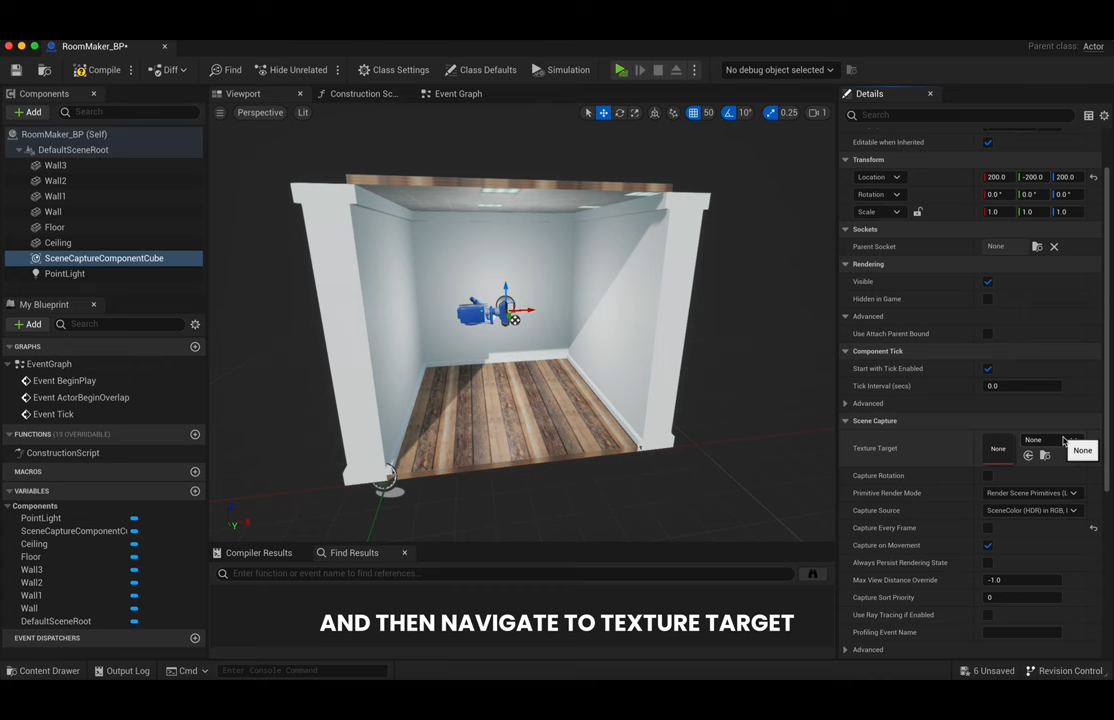 RoomMaker_BP*
Parent class: Actor
Compile
Diff
Find
Hide Unrelated
Class Settings
Class Defaults
Simulation
No debug object selected
Components
Add
Search
RoomMaker_BP (Self)
DefaultSceneRoot
Wall3
Wall2
Wall1
Wall
Floor
Ceiling
SceneCaptureComponentCube
PointLight
My Blueprint
Add
Search
GRAPHS
EventGraph
Event BeginPlay
Event ActorBeginOverlap
Event Tick
FUNCTIONS (19 OVERRIDABLE)
ConstructionScript
MACROS
VARIABLES
Components
PointLight
SceneCaptureComponentCu
Ceiling
Floor
Wall3
Wall2
Wall1
Wall
DefaultSceneRoot
EVENT DISPATCHERS
Viewport
Construction Sc...
Event Graph
Perspective
Lit
50
10°
0.25
1
Z
X
Y
Compiler Results
Find Results
Enter function or event name to find references...
AND THEN NAVIGATE TO TEXTURE TARGET
Details
Search
Editable when Inherited
Transform
Location
200.0
-200.0
200.0
Rotation
0.0 °
0.0 °
0.0 °
Scale
1.0
1.0
1.0
Sockets
Parent Socket
None
Rendering
Visible
Hidden in Game
Advanced
Use Attach Parent Bound
Component Tick
Start with Tick Enabled
Tick Interval (secs)
0.0
Advanced
Scene Capture
Texture Target
None
None
None
Capture Rotation
Primitive Render Mode
Render Scene Primitives (L
Capture Source
SceneColor (HDR) in RGB, I
Capture Every Frame
Capture on Movement
Always Persist Rendering State
Max View Distance Override
-1.0
Capture Sort Priority
0
Use Ray Tracing if Enabled
Profiling Event Name
Advanced
Content Drawer
Output Log
Cmd
Enter Console Command
6 Unsaved
Revision Control